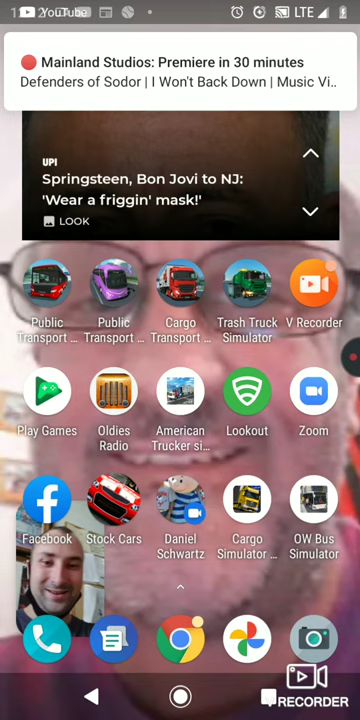 YouTube
LTE
Mainland Studios: Premiere in 30 minutes
Defenders of Sodor | I Won't Back Down | Music Vi..
UPI
Springsteen, Bon Jovi to NJ:
'Wear a friggin' mask!'
LOOK
Public Transport ...
Public Transport ...
Cargo Transport ...
Trash Truck Simulator
V Recorder
Play Games
Oldies Radio
American Trucker si...
Lookout
Zoom
Facebook
Stock Cars
Daniel Schwartz
Cargo Simulator ...
OW Bus Simulator
VRECORDER